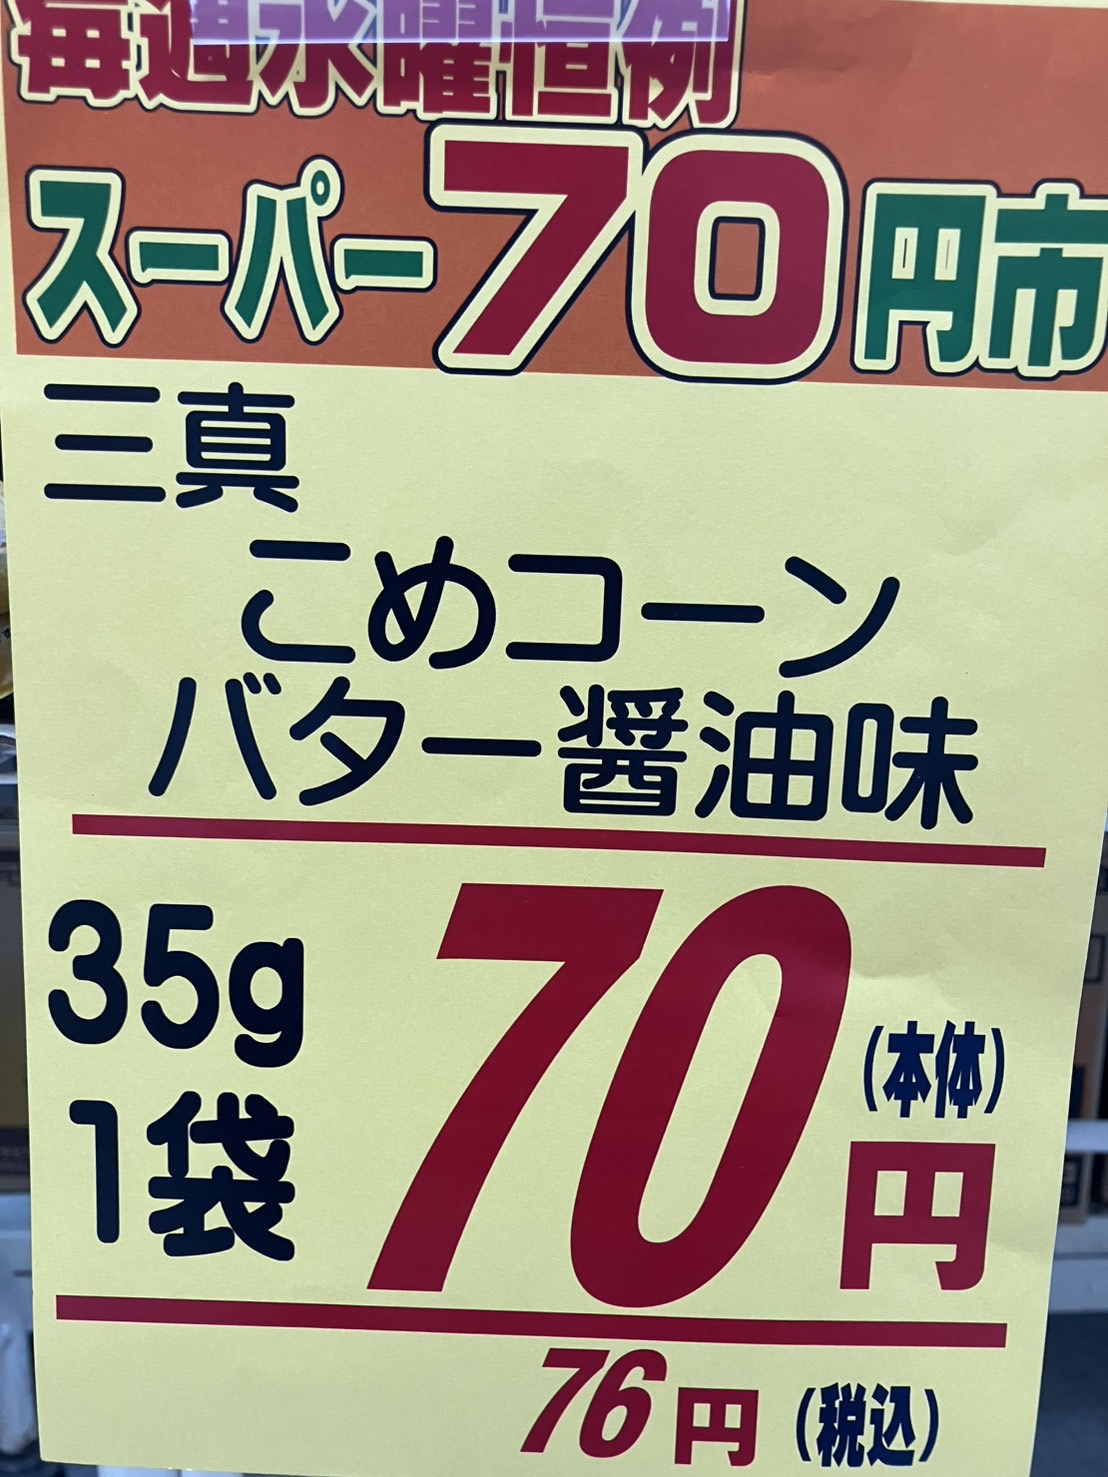 毎週水曜恒例
スーパー70円市
三真
こめコーン
バター醤油味
35g
1袋
70円
(本体)
76円(税込)